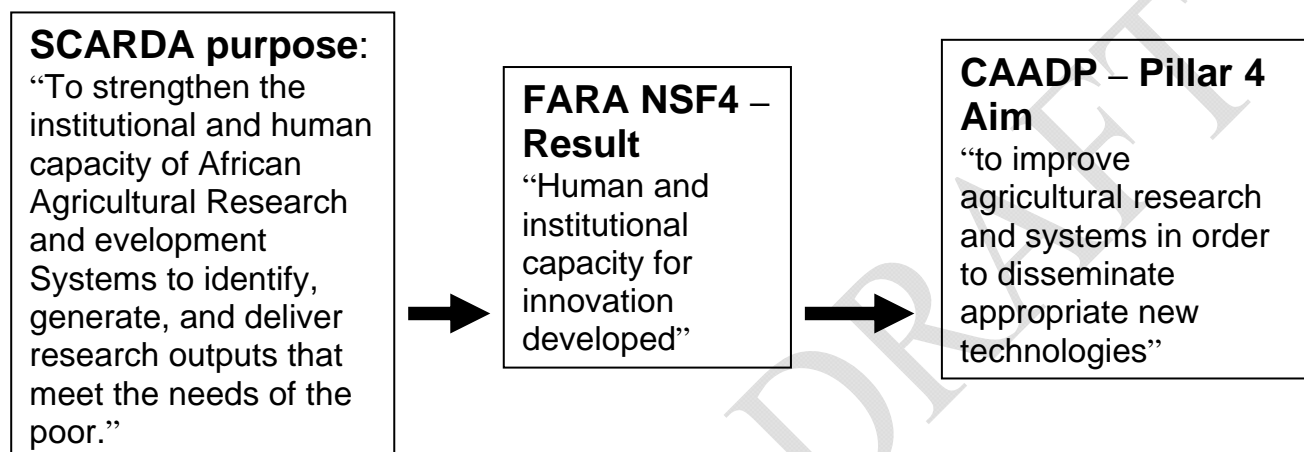 SCARDA purpose:
“To strengthen the
institutional and human
capacity of African
Agricultural Research
and evelopment
Systems to identify,
generate, and deliver
research outputs that
meet the needs of the
poor.”
FARA NSF4 –
Result
“Human and
institutional
capacity for
innovation
developed”
CAADP – Pillar 4
Aim
“to improve
agricultural research
and systems in order
to disseminate
appropriate new
technologies”
DRAFT